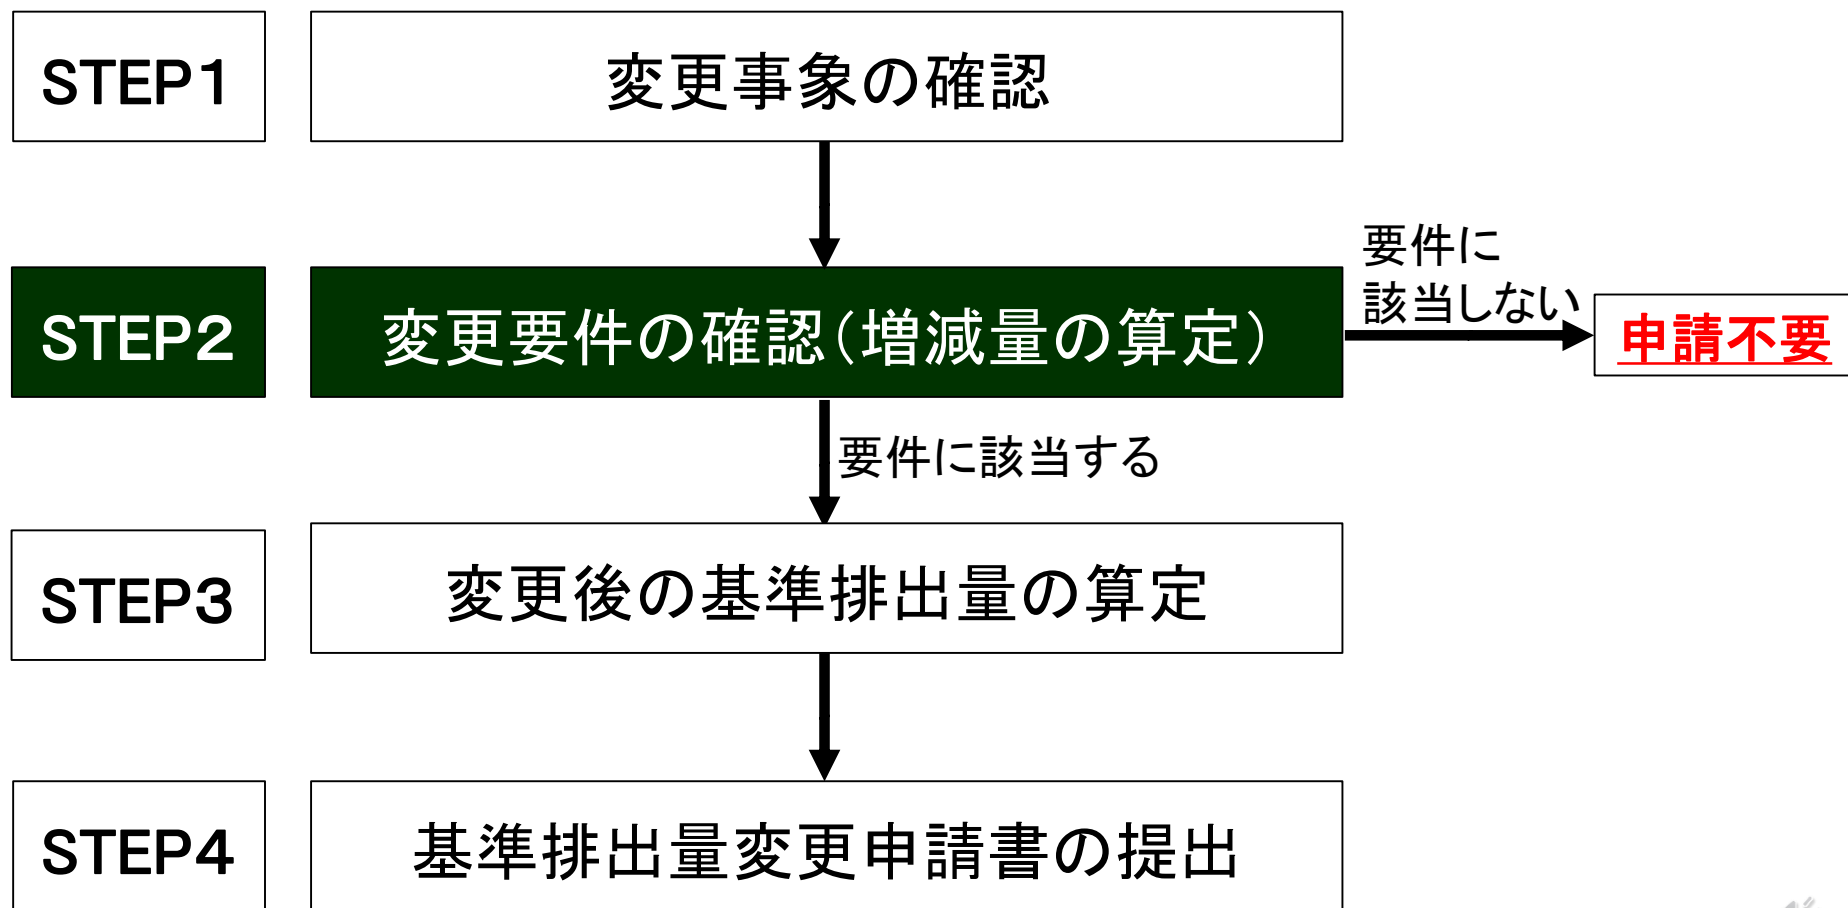 STEP1
変更事象の確認
要件に
該当しない
STEP2
変更要件の確認(増減量の算定)
申請不要
要件に該当する
STEP3
変更後の基準排出量の算定
STEP4
基準排出量変更申請書の提出